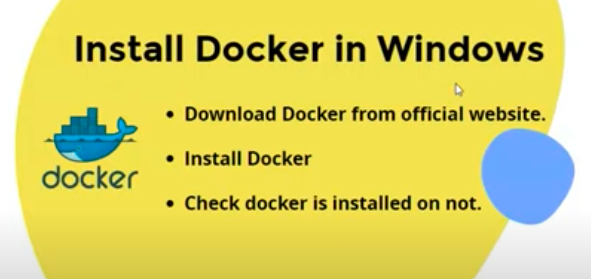 Install Docker in Windows
Download Docker from official website.
docker
Install Docker
Check docker is installed on not.